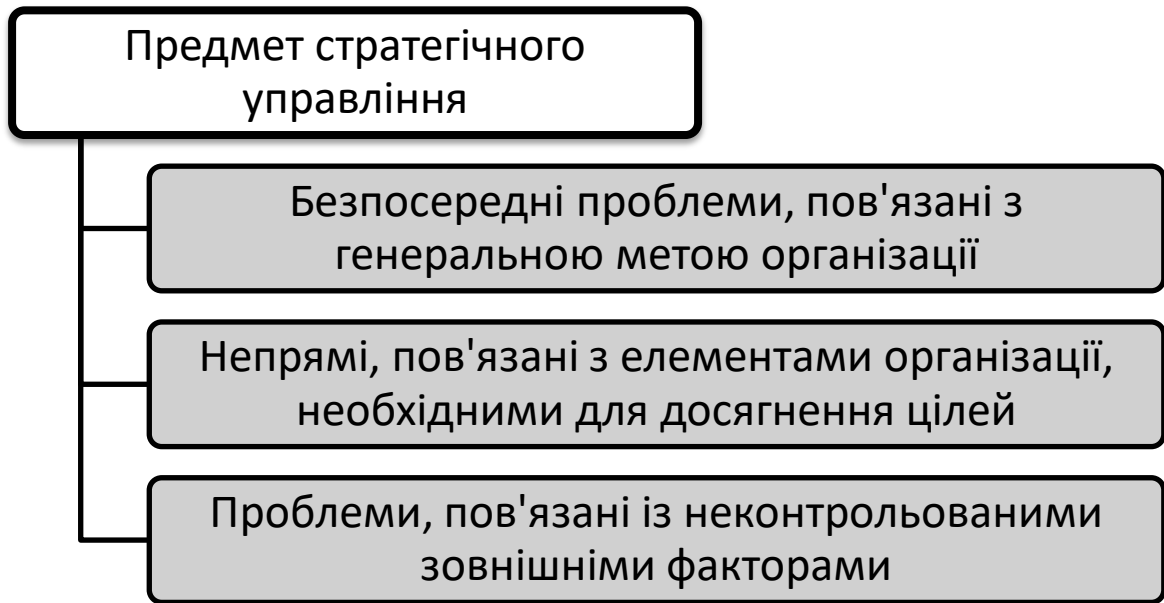 Предмет стратегічного
управління
Безпосередні проблеми, пов'язані з
генеральною метою організації
Непрямі, пов'язані з елементами організації,
необхідними для досягнення цілей
Проблеми, пов'язані із неконтрольованими
зовнішніми факторами